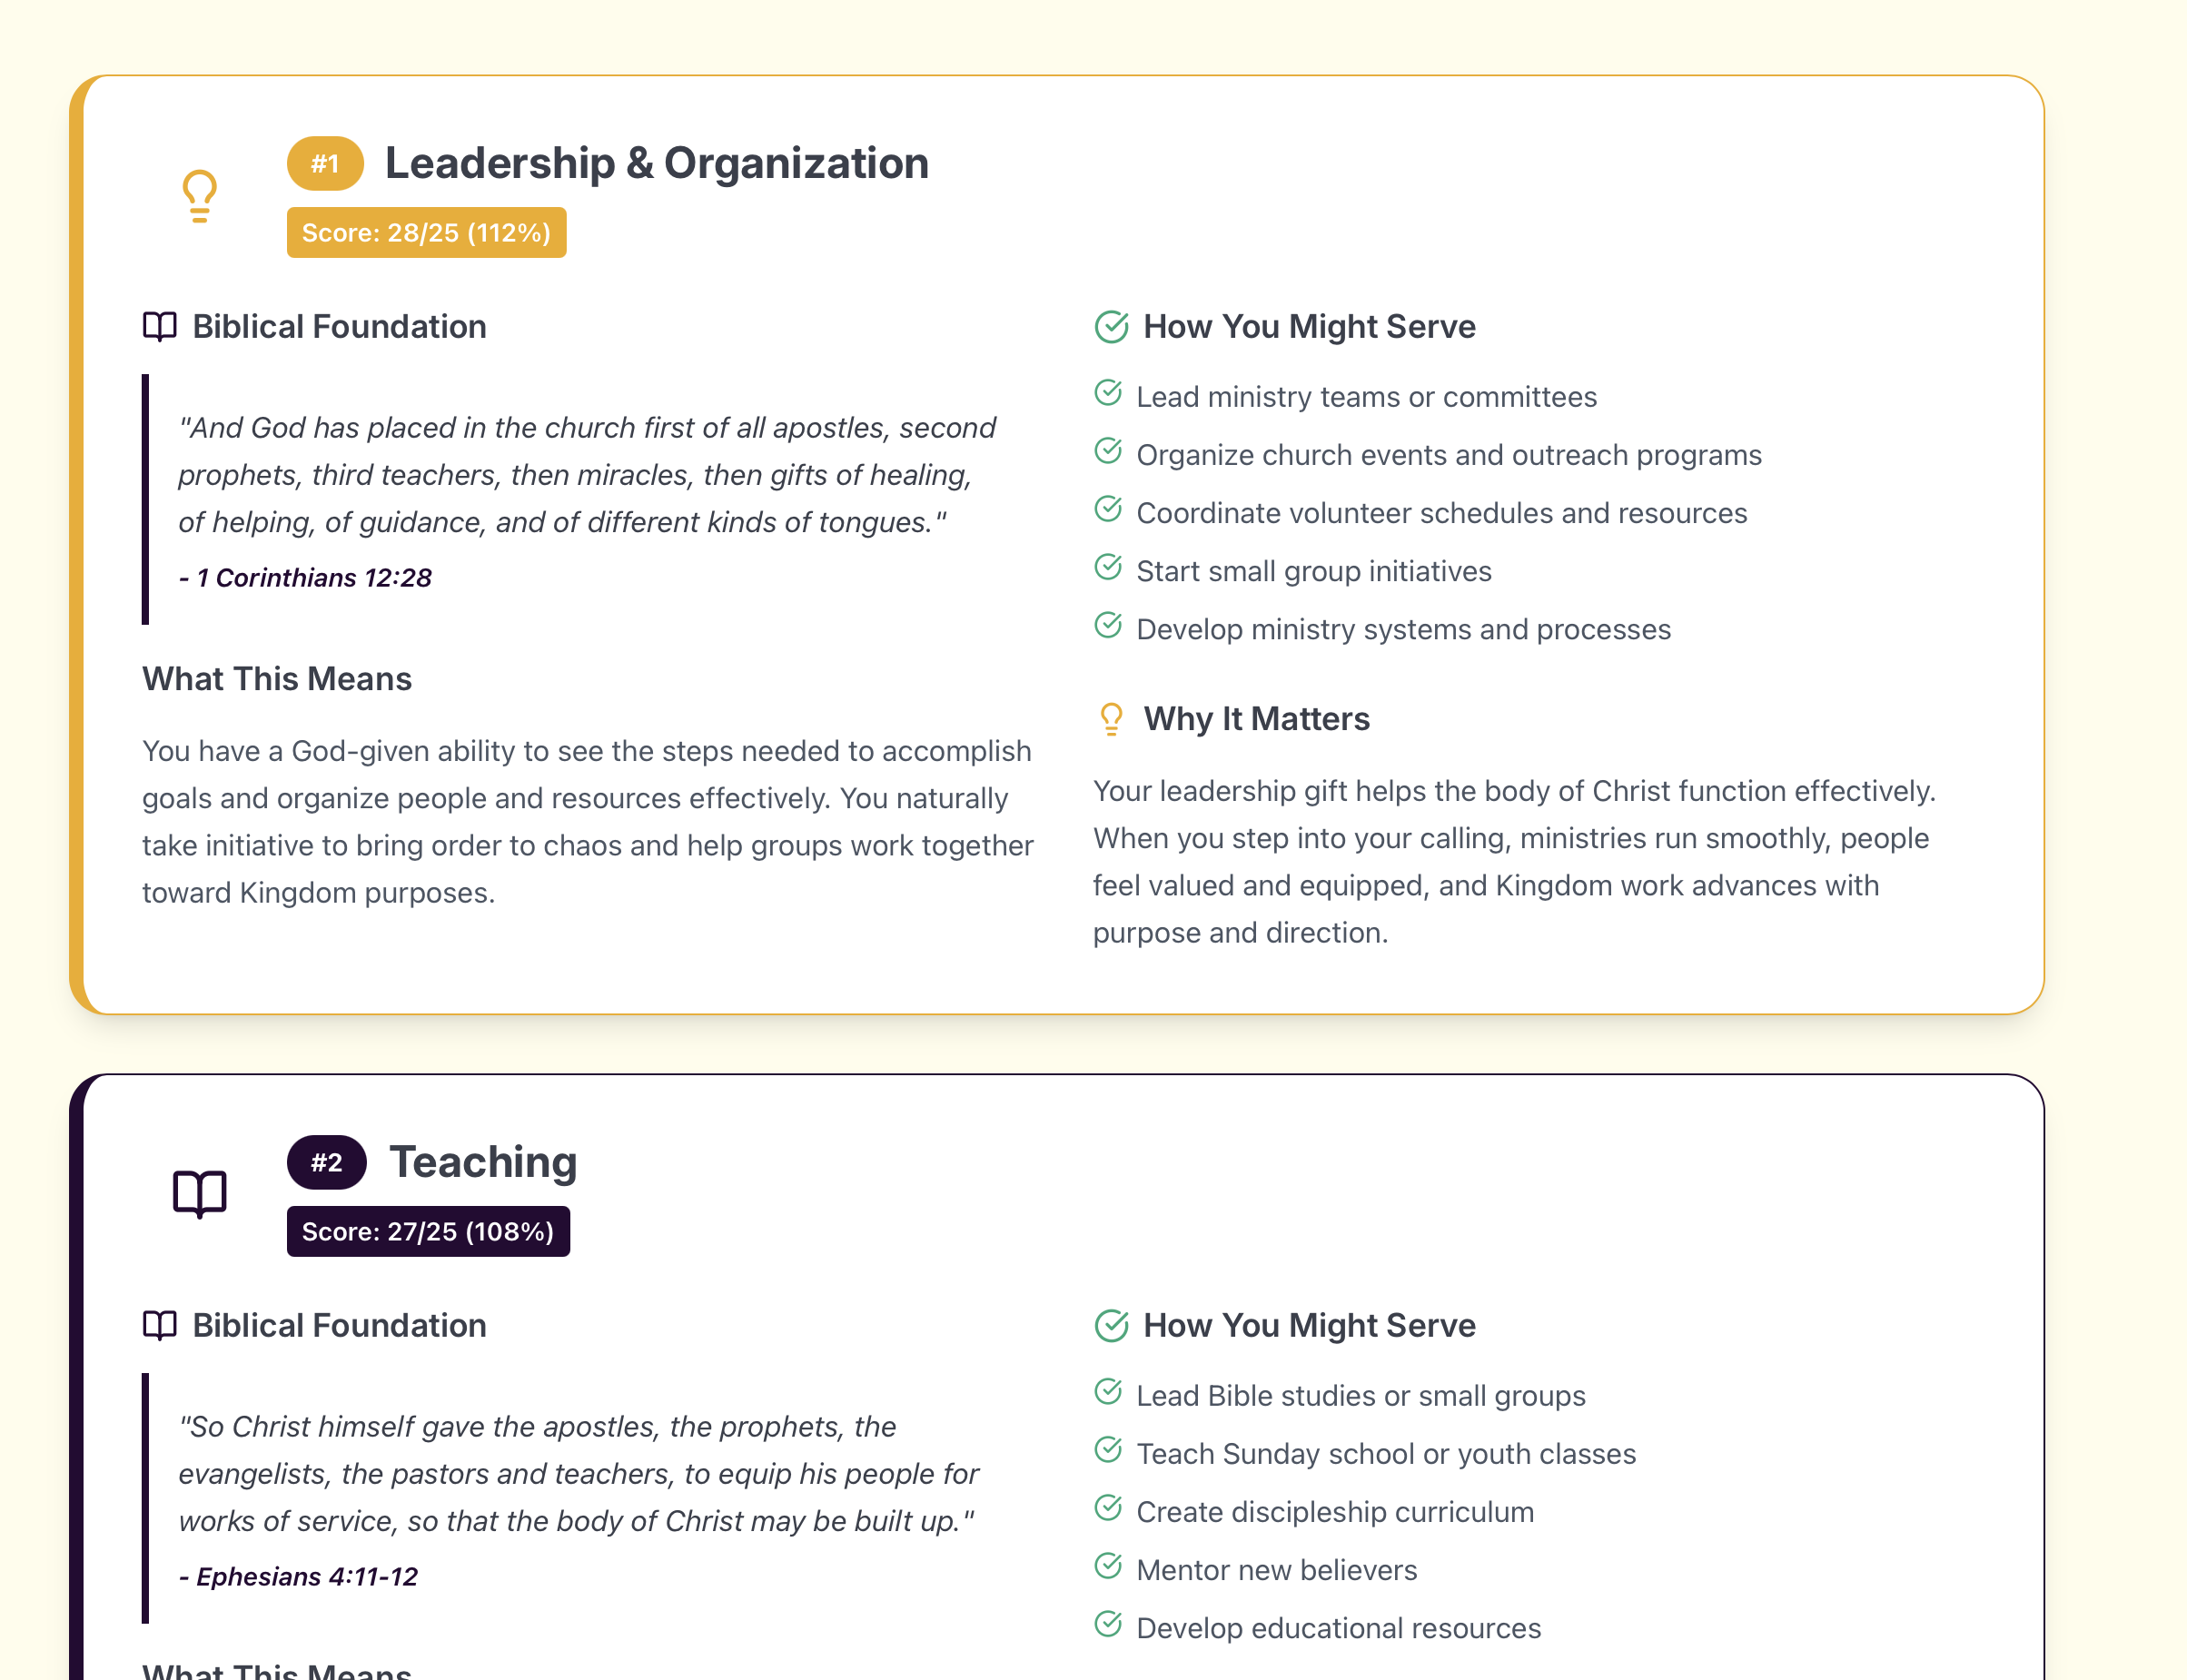 #1 Leadership & Organization
Score: 28/25 (112%)
Biblical Foundation
"And God has placed in the church first of all apostles, second
prophets, third teachers, then miracles, then gifts of healing,
of helping, of guidance, and of different kinds of tongues."
- 1 Corinthians 12:28
What This Means
You have a God-given ability to see the steps needed to accomplish
goals and organize people and resources effectively. You naturally
take initiative to bring order to chaos and help groups work together
toward Kingdom purposes.
How You Might Serve
Lead ministry teams or committees
Organize church events and outreach programs
Coordinate volunteer schedules and resources
Start small group initiatives
Develop ministry systems and processes
Why It Matters
Your leadership gift helps the body of Christ function effectively.
When you step into your calling, ministries run smoothly, people
feel valued and equipped, and Kingdom work advances with
purpose and direction.
#2 Teaching
Score: 27/25 (108%)
Biblical Foundation
"So Christ himself gave the apostles, the prophets, the
evangelists, the pastors and teachers, to equip his people for
works of service, so that the body of Christ may be built up."
- Ephesians 4:11-12
What This Means
How You Might Serve
Lead Bible studies or small groups
Teach Sunday school or youth classes
Create discipleship curriculum
Mentor new believers
Develop educational resources